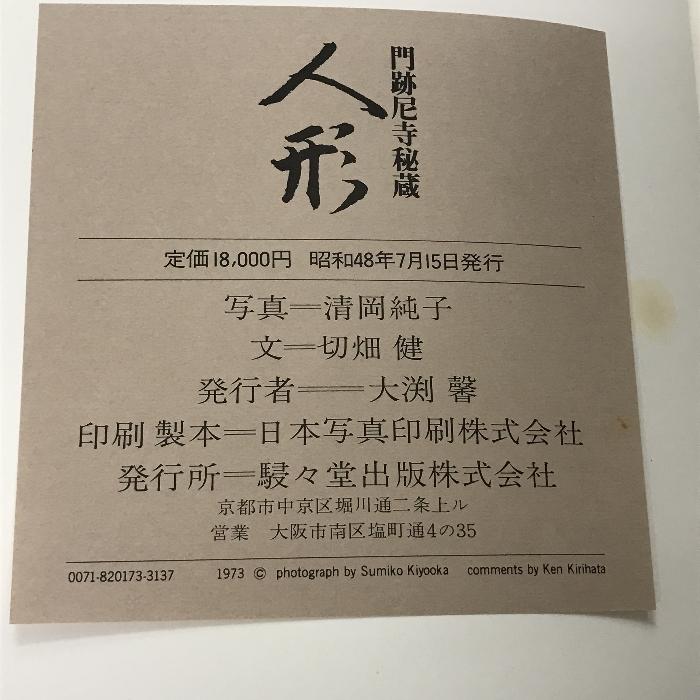 門跡尼寺秘蔵
人形
定価18,000円 昭和48年7月15日発行
写真＝清岡純子
文＝切畑 健
発行者＝大渕 馨
印刷 製本＝日本写真印刷株式会社
発行所＝駸々堂出版株式会社
京都市中京区堀川通二条上ル
営業 大阪市南区塩町通4の35
0071-820173-3137 1973 © photograph by Sumiko Kiyooka comments by Ken Kirihata